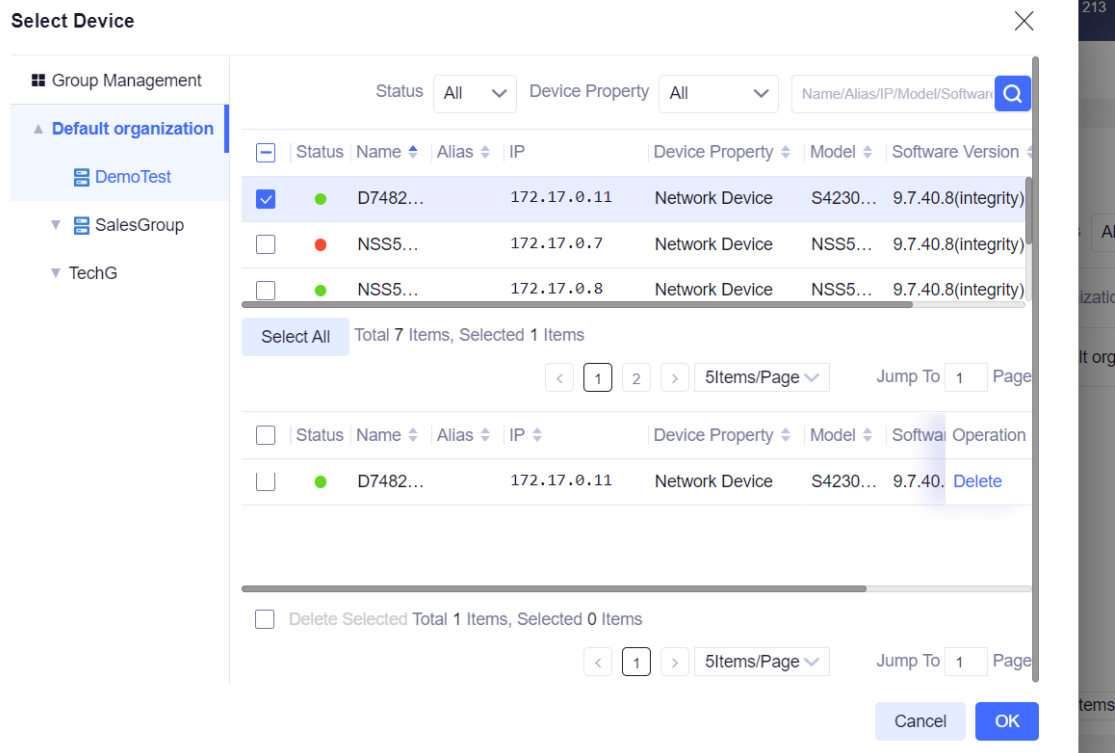 Select Device
213
Group Management
Default organization
DemoTest
SalesGroup
TechG
Status All Device Property All Name/Alias/IP/Model/Software
Status Name Alias IP Device Property Model Software Version
D7482... 172.17.0.11 Network Device S4230... 9.7.40.8(integrity)
NSS5... 172.17.0.7 Network Device NSS5... 9.7.40.8(integrity)
NSS5... 172.17.0.8 Network Device NSS5... 9.7.40.8(integrity)
Select All Total 7 Items, Selected 1 Items
< 1 2 > 5Items/Page Jump To 1 Page
Status Name Alias IP Device Property Model Softwa Operation
D7482... 172.17.0.11 Network Device S4230... 9.7.40. Delete
Delete Selected Total 1 Items, Selected 0 Items
< 1 > 5Items/Page Jump To 1 Page
Cancel OK
lt org
tems